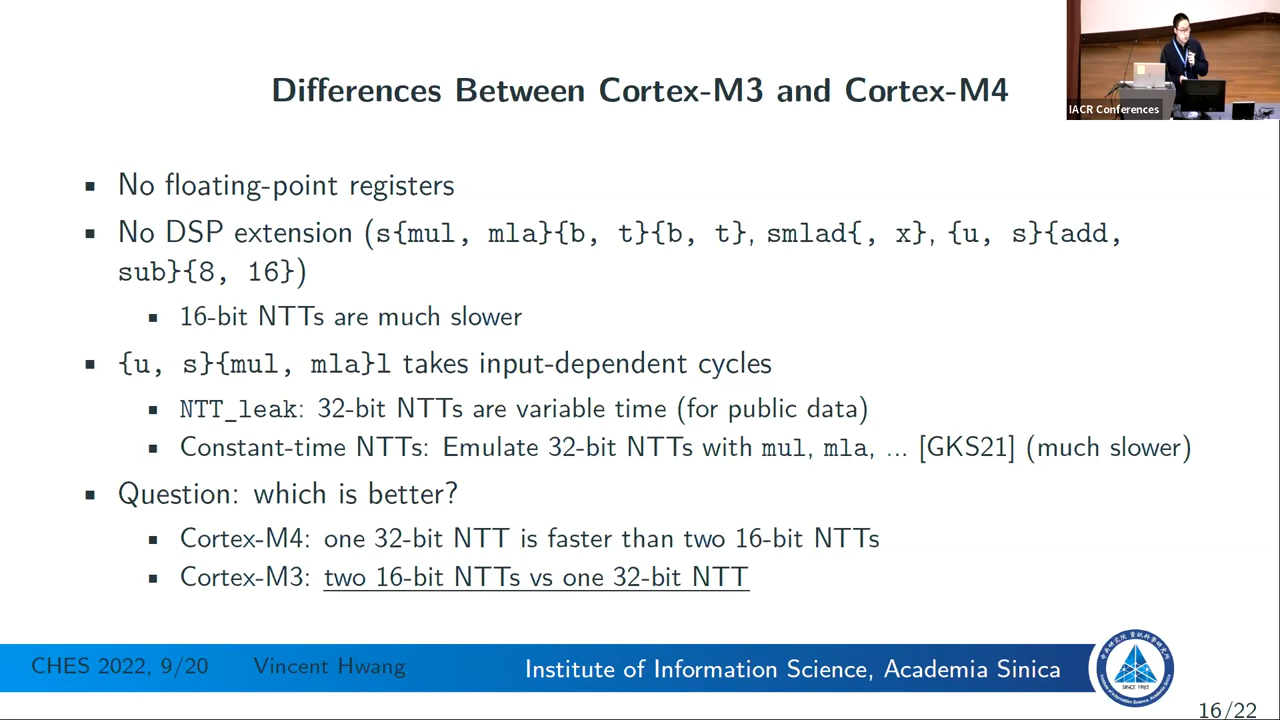 Differences Between Cortex-M3 and Cortex-M4
IACR Conferences
▪ No floating-point registers
▪ No DSP extension (s{mul, mla}{b, t}{b, t}, smlad{, x}, {u, s}{add,
sub}{8, 16})
▪ 16-bit NTTs are much slower
▪ {u, s}{mul, mla}l takes input-dependent cycles
▪ NTT_leak: 32-bit NTTs are variable time (for public data)
▪ Constant-time NTTs: Emulate 32-bit NTTs with mul, mla, ... [GKS21] (much slower)
▪ Question: which is better?
▪ Cortex-M4: one 32-bit NTT is faster than two 16-bit NTTs
▪ Cortex-M3: two 16-bit NTTs vs one 32-bit NTT
CHES 2022, 9/20 Vincent Hwang Institute of Information Science, Academia Sinica
SINCE 1982
16/22